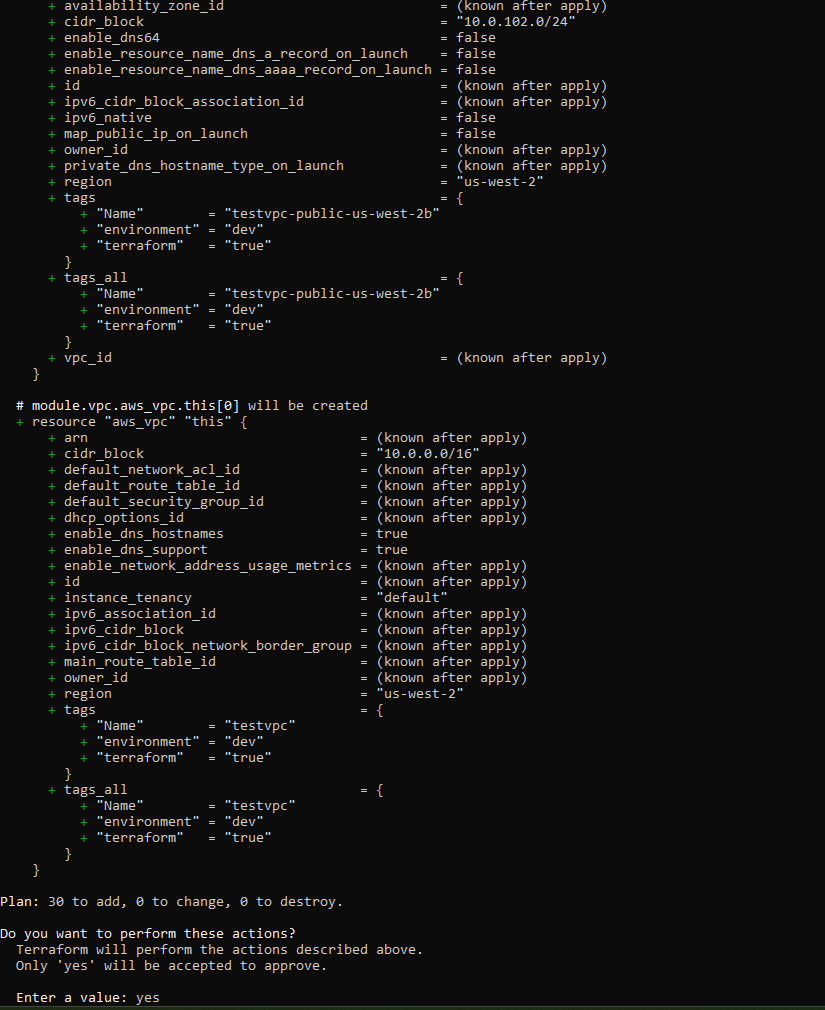 + availability_zone_id = (known after apply)
+ cidr_block = "10.0.102.0/24"
+ enable_dns64 = false
+ enable_resource_name_dns_a_record_on_launch = false
+ enable_resource_name_dns_aaaa_record_on_launch = false
+ id = (known after apply)
+ ipv6_cidr_block_association_id = (known after apply)
+ ipv6_native = false
+ map_public_ip_on_launch = false
+ owner_id = (known after apply)
+ private_dns_hostname_type_on_launch = (known after apply)
+ region = "us-west-2"
+ tags = {
+ "Name" = "testvpc-public-us-west-2b"
+ "environment" = "dev"
+ "terraform" = "true"
}
+ tags_all = {
+ "Name" = "testvpc-public-us-west-2b"
+ "environment" = "dev"
+ "terraform" = "true"
}
+ vpc_id = (known after apply)
}
# module.vpc.aws_vpc.this[0] will be created
+ resource "aws_vpc" "this" {
+ arn = (known after apply)
+ cidr_block = "10.0.0.0/16"
+ default_network_acl_id = (known after apply)
+ default_route_table_id = (known after apply)
+ default_security_group_id = (known after apply)
+ dhcp_options_id = (known after apply)
+ enable_dns_hostnames = true
+ enable_dns_support = true
+ enable_network_address_usage_metrics = (known after apply)
+ id = (known after apply)
+ instance_tenancy = "default"
+ ipv6_association_id = (known after apply)
+ ipv6_cidr_block = (known after apply)
+ ipv6_cidr_block_network_border_group = (known after apply)
+ main_route_table_id = (known after apply)
+ owner_id = (known after apply)
+ region = "us-west-2"
+ tags = {
+ "Name" = "testvpc"
+ "environment" = "dev"
+ "terraform" = "true"
}
+ tags_all = {
+ "Name" = "testvpc"
+ "environment" = "dev"
+ "terraform" = "true"
}
}
Plan: 30 to add, 0 to change, 0 to destroy.
Do you want to perform these actions?
Terraform will perform the actions described above.
Only 'yes' will be accepted to approve.
Enter a value: yes